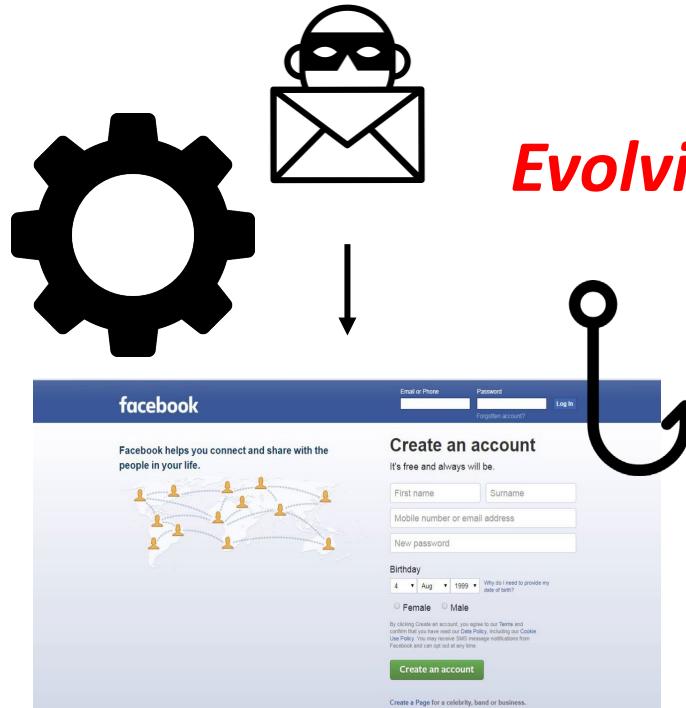 Evolvi
facebook
Email or Phone
Password
Log In
Forgotten account?
Facebook helps you connect and share with the
people in your life.
Create an account
It's free and always will be.
First name
Surname
Mobile number or email address
New password
Birthday
4 Aug 1999
Why do I need to provide my
date of birth?
Female Male
By clicking Create an account, you agree to our Terms and
confirm that you have read our Data Policy, including our Cookie
Use Policy. You may receive SMS message notifications from
Facebook and can opt out at any time.
Create an account
Create a Page for a celebrity, band or business.